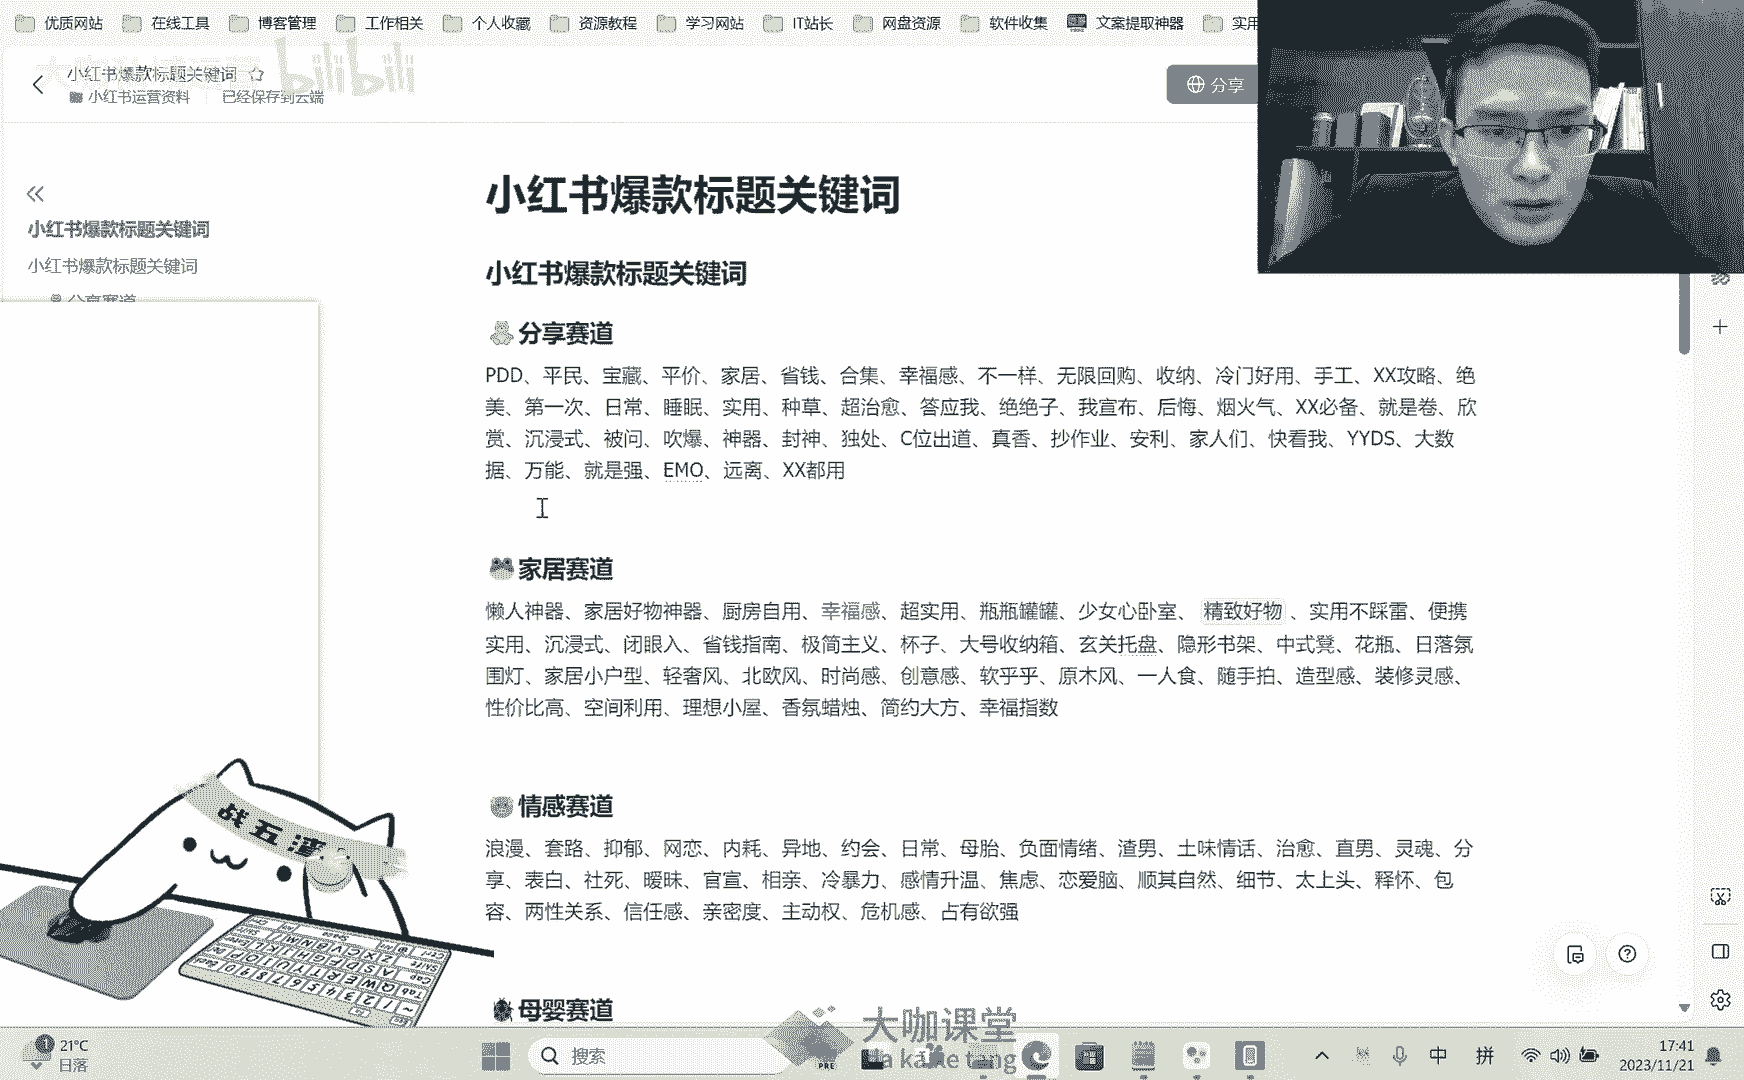 优质网站 在线工具 博客管理 工作相关 个人收藏 资源教程 学习网站 IT站长 网盘资源 软件收集 文案提取神器 实用
小红书爆款标题关键词
bilibili
小红书运营资料 已经保存到云端
分享
小红书爆款标题关键词
小红书爆款标题关键词
分享赛道
小红书爆款标题关键词
小红书爆款标题关键词
分享赛道
PDD、平民、宝藏、平价、家居、省钱、合集、幸福感、不一样、无限回购、收纳、冷门好用、手工、XX攻略、绝
美、第一次、日常、睡眠、实用、种草、超治愈、答应我、绝绝子、我宣布、后悔、烟火气、XX必备、就是卷、欣
赏、沉浸式、被问、吹爆、神器、封神、独处、C位出道、真香、抄作业、安利、家人们、快看我、YYDS、大数
据、万能、就是强、EMO、远离、XX都用
家居赛道
懒人神器、家居好物神器、厨房自用、幸福感、超实用、瓶瓶罐罐、少女心卧室、 精致好物 、实用不踩雷、便携
实用、沉浸式、闭眼入、省钱指南、极简主义、杯子、大号收纳箱、玄关托盘、隐形书架、中式凳、花瓶、日落氛
围灯、家居小户型、轻奢风、北欧风、时尚感、创意感、软乎乎、原木风、一人食、随手拍、造型感、装修灵感、
性价比高、空间利用、理想小屋、香氛蜡烛、简约大方、幸福指数
情感赛道
浪漫、套路、抑郁、网恋、内耗、异地、约会、日常、母胎、负面情绪、渣男、土味情话、治愈、直男、灵魂、分
享、表白、社死、暧昧、官宣、相亲、冷暴力、感情升温、焦虑、恋爱脑、顺其自然、细节、太上头、释怀、包
容、两性关系、信任感、亲密度、主动权、危机感、占有欲强
母婴赛道
战五渣
大咖课堂
21°C
日落
搜索
PRE
中 拼
17:41
2023/11/21